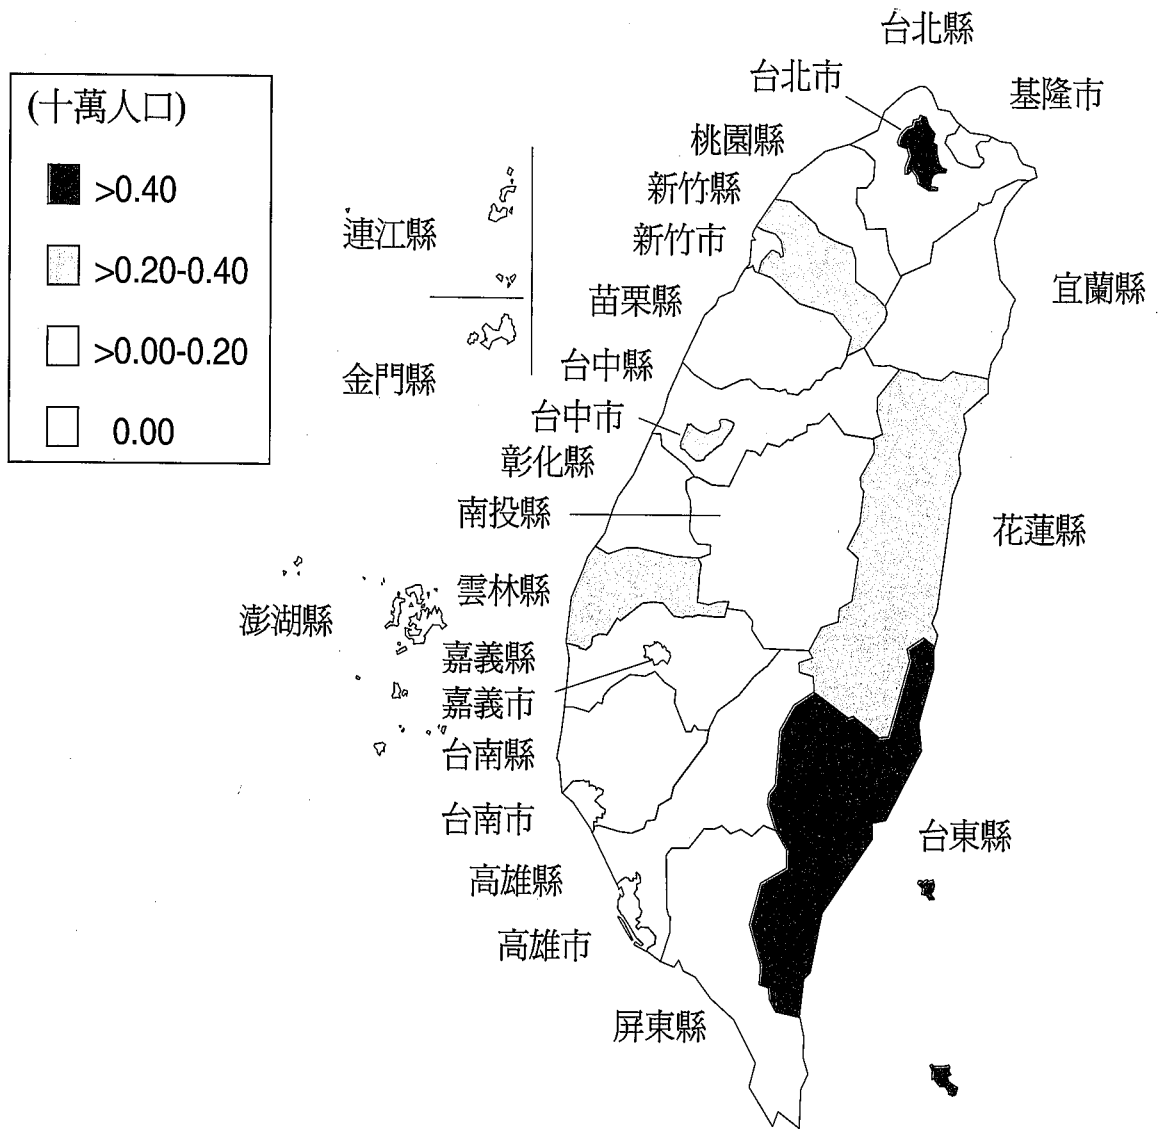 台北縣
台北市
基隆市
(十萬人口)
桃園縣
>0.40
新竹縣
連江縣
新竹市
>0.20-0.40
宜蘭縣
苗栗縣
>0.00-0.20
台中縣
金門縣
台中市
0.00
彰化縣
南投縣
花蓮縣
雲林縣
澎湖縣
嘉義縣
嘉義市
台南縣
台南市
台東縣
高雄縣
高雄市
屏東縣